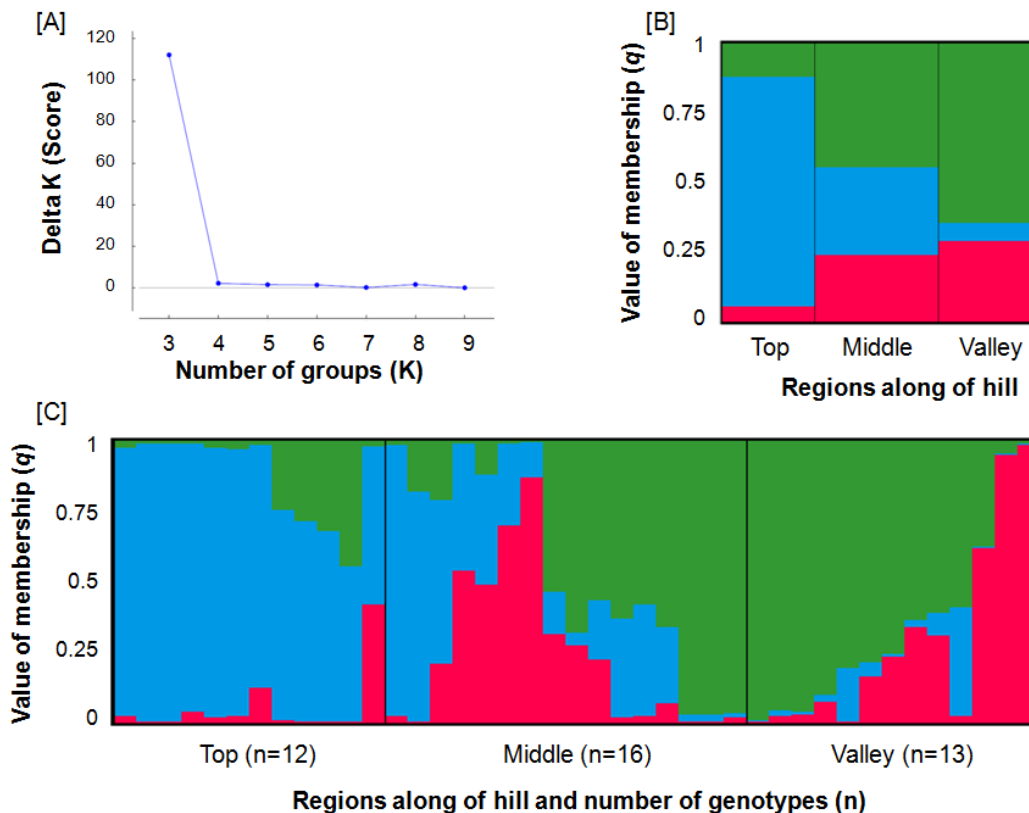 [A]
120
100
80
60
40
20
0
Delta K (Score)
3 4 5 6 7 8 9
Number of groups (K)
[B]
1
0.75
0.5
0.25
0
Value of membership (q)
Top Middle Valley
Regions along of hill
[C]
1
0.75
0.5
0.25
0
Value of membership (q)
Top (n=12) Middle (n=16) Valley (n=13)
Regions along of hill and number of genotypes (n)